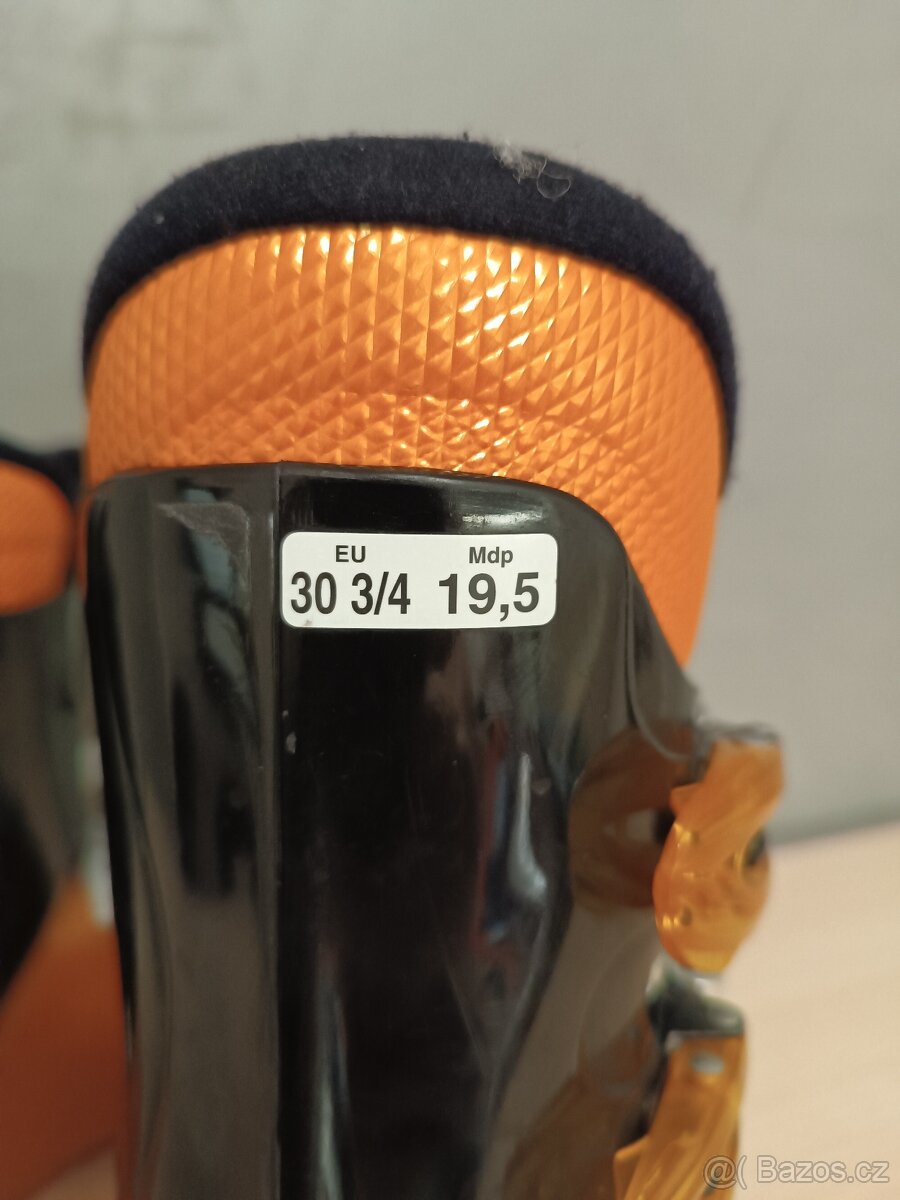 EU Mdp
30 3/4 19,5
@( Bazos.cz